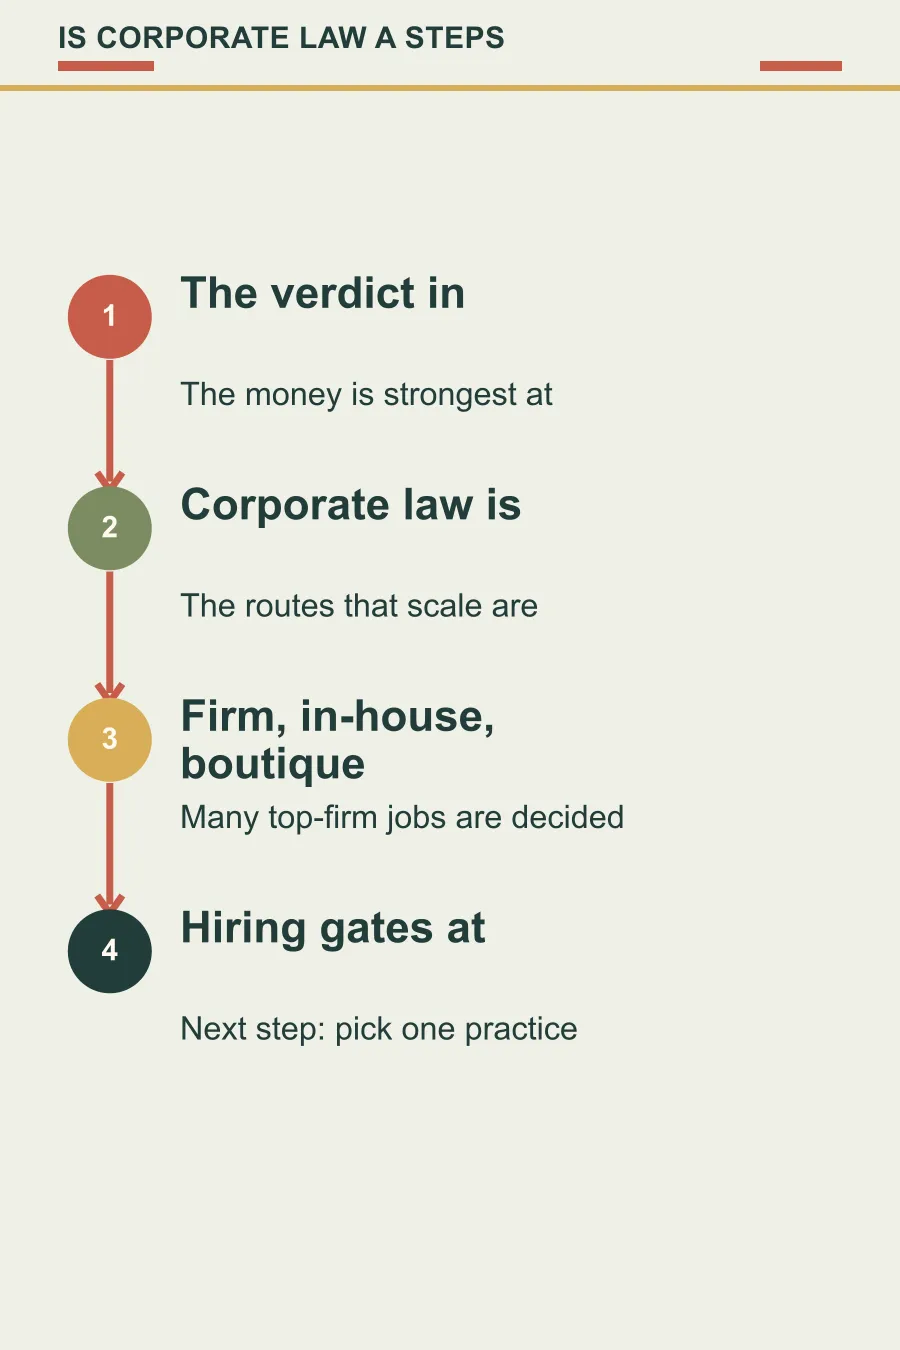 IS CORPORATE LAW A STEPS
1
The verdict in
The money is strongest at
2
Corporate law is
The routes that scale are
3
Firm, in-house,
boutique
Many top-firm jobs are decided
4
Hiring gates at
Next step: pick one practice